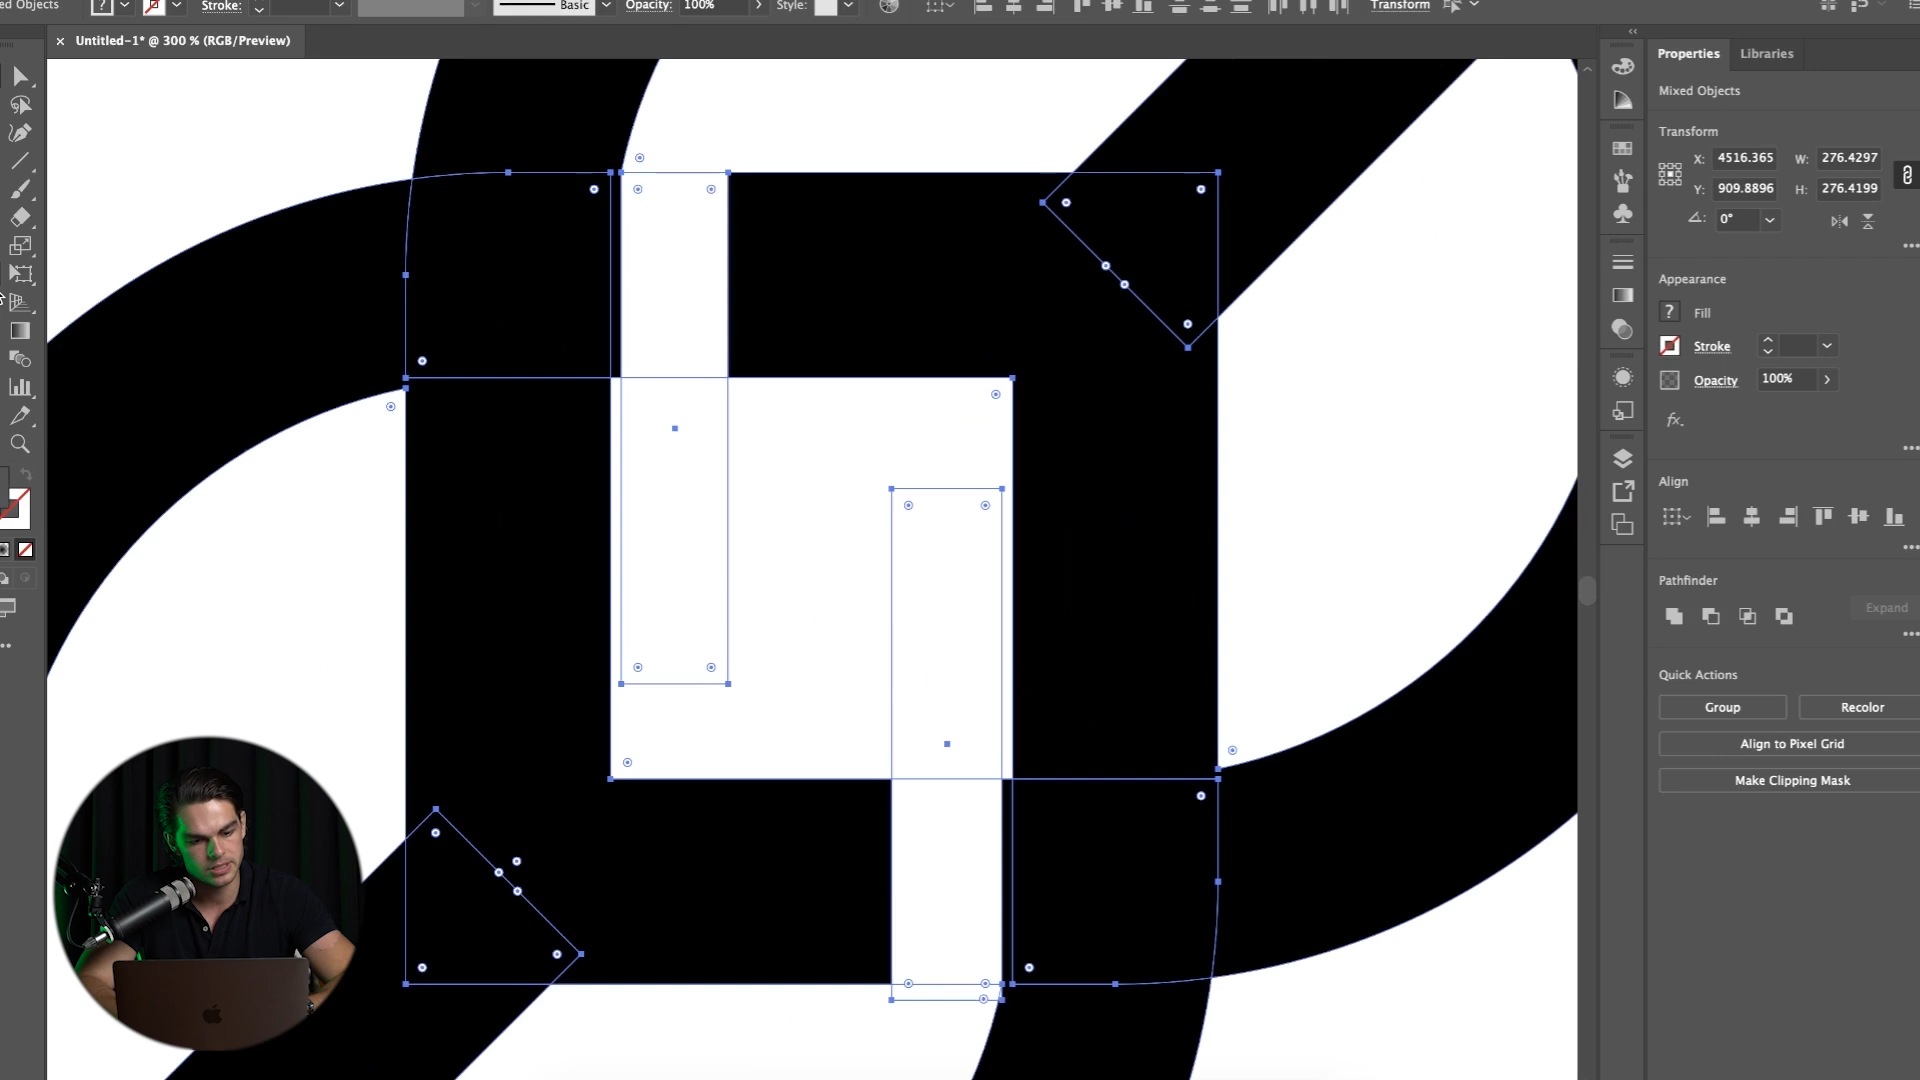 ed Objects ? Stroke: Basic Opacity: 100% Style: Transform
× Untitled-1* @ 300 % (RGB/Preview)
Properties Libraries
Mixed Objects
Transform
X: 4516.365 W: 276.4297
Y: 909.8896 H: 276.4199
0°
Appearance
? Fill
Stroke
Opacity 100%
fx.
Align
Pathfinder
Expand
Quick Actions
Group Recolor
Align to Pixel Grid
Make Clipping Mask